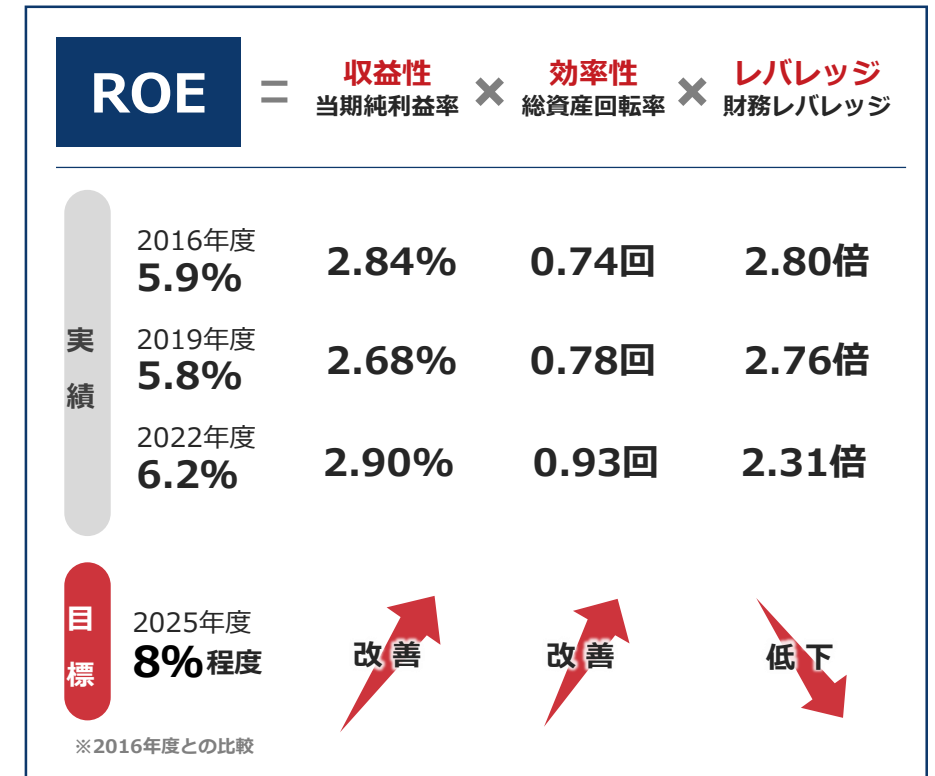 ROE = 収益性 × 効率性 × レバレッジ
当期純利益率 総資産回転率 財務レバレッジ
実績
2016年度
5.9% 2.84% 0.74回 2.80倍
2019年度
5.8% 2.68% 0.78回 2.76倍
2022年度
6.2% 2.90% 0.93回 2.31倍
目標
2025年度
8%程度 改善 改善 低下
※2016年度との比較